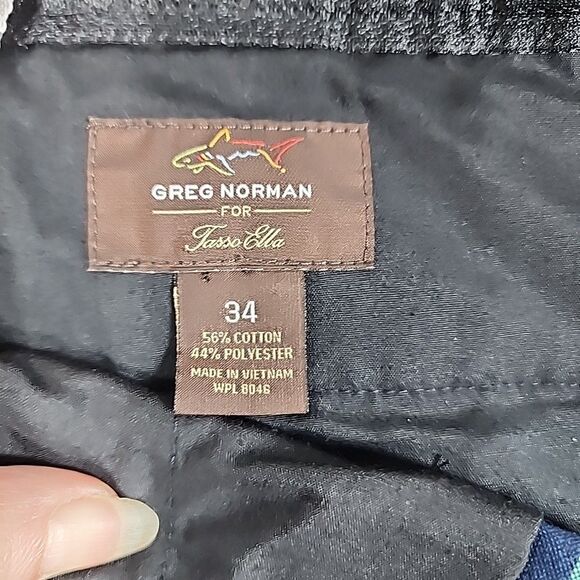 GREG NORMAN
FOR
Tasso Elba
34
56% COTTON
44% POLYESTER
MADE IN VIETNAM
WPL 8046